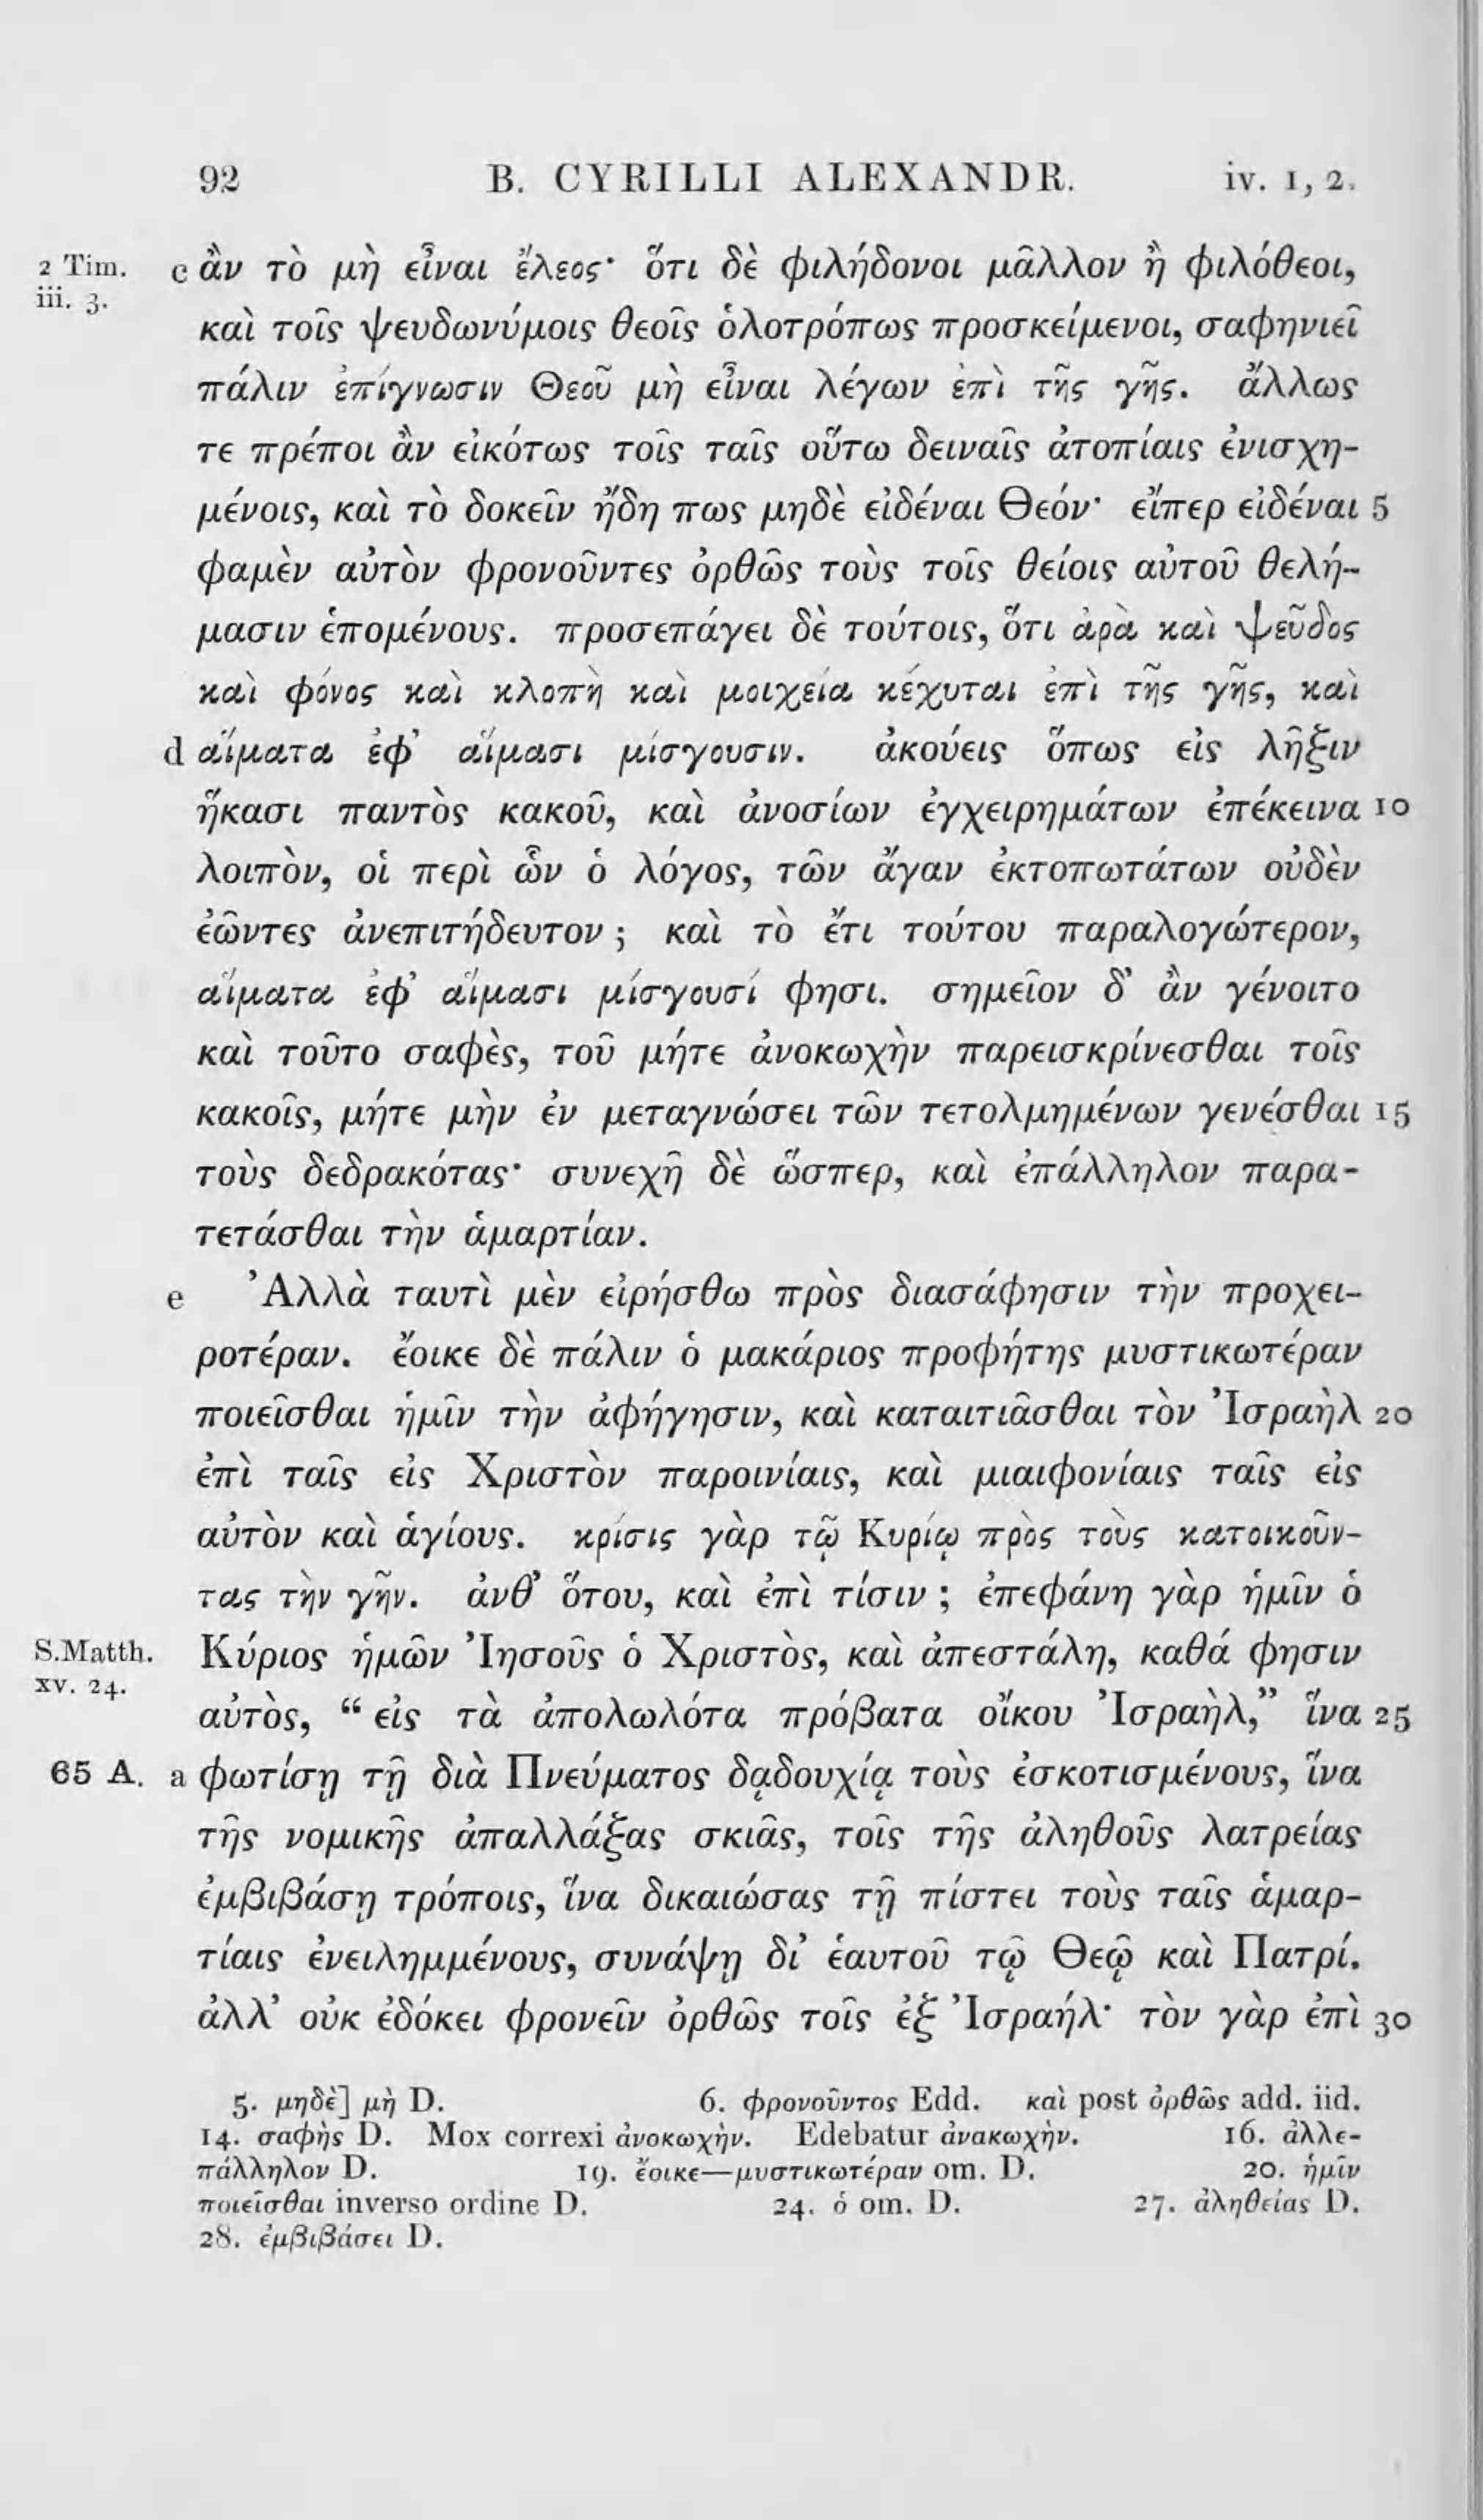 92 B. CYRILLI ALEXANDR. iv. 1, 2.
2 Tim. iii. 3.
c ἂν τὸ μὴ εἶναι ἔλεος· ὅτι δὲ φιλήδονοι μᾶλλον ἢ φιλόθεοι,
καὶ τοῖς ψευδωνύμοις θεοῖς ὁλοτρόπως προσκείμενοι, σαφηνιεῖ
πάλιν ἐπίγνωσιν Θεοῦ μὴ εἶναι λέγων ἐπὶ τῆς γῆς. ἄλλως
τε πρέποι ἂν εἰκότως τοῖς ταῖς οὕτω δειναῖς ἀτοπίαις ἐνισχη-
μένοις, καὶ τὸ δοκεῖν ἤδη πως μηδὲ εἰδέναι Θεόν· εἴπερ εἰδέναι 5
φαμὲν αὐτὸν φρονοῦντες ὀρθῶς τοὺς τοῖς θείοις αὐτοῦ θελή-
μασιν ἑπομένους. προσεπάγει δὲ τούτοις, ὅτι ἀρὰ καὶ ψεῦδος
καὶ φόνος καὶ κλοπὴ καὶ μοιχεία κέχυται ἐπὶ τῆς γῆς, καὶ
d αἵματα ἐφ’ αἵμασι μίσγουσιν. ἀκούεις ὅπως εἰς λῆξιν
ἥκασι παντὸς κακοῦ, καὶ ἀνοσίων ἐγχειρημάτων ἐπέκεινα 10
λοιπὸν, οἱ περὶ ὧν ὁ λόγος, τῶν ἄγαν ἐκτοπωτάτων οὐδὲν
ἐῶντες ἀνεπιτήδευτον ; καὶ τὸ ἔτι τούτου παραλογώτερον,
αἵματα ἐφ’ αἵμασι μίσγουσί φησι. σημεῖον δ’ ἂν γένοιτο
καὶ τοῦτο σαφὲς, τοῦ μήτε ἀνοκωχὴν παρεισκρίνεσθαι τοῖς
κακοῖς, μήτε μὴν ἐν μεταγνώσει τῶν τετολμημένων γενέσθαι 15
τοὺς δεδρακότας· συνεχῆ δὲ ὥσπερ, καὶ ἐπάλληλον παρα-
τετάσθαι τὴν ἁμαρτίαν.
e Ἀλλὰ ταυτὶ μὲν εἰρήσθω πρὸς διασάφησιν τὴν προχει-
ροτέραν. ἔοικε δὲ πάλιν ὁ μακάριος προφήτης μυστικωτέραν
ποιεῖσθαι ἡμῖν τὴν ἀφήγησιν, καὶ καταιτιᾶσθαι τὸν Ἰσραὴλ 20
ἐπὶ ταῖς εἰς Χριστὸν παροινίαις, καὶ μιαιφονίαις ταῖς εἰς
αὐτὸν καὶ ἁγίους. κρίσις γὰρ τῷ Κυρίῳ πρὸς τοὺς κατοικοῦν-
τας τὴν γῆν. ἀνθ’ ὅτου, καὶ ἐπὶ τίσιν ; ἐπεφάνη γὰρ ἡμῖν ὁ
S.Matth. xv. 24.
Κύριος ἡμῶν Ἰησοῦς ὁ Χριστὸς, καὶ ἀπεστάλη, καθά φησιν
αὐτὸς, “ εἰς τὰ ἀπολωλότα πρόβατα οἴκου Ἰσραὴλ,” ἵνα 25
65 A. a φωτίσῃ τῇ διὰ Πνεύματος δᾳδουχίᾳ τοὺς ἐσκοτισμένους, ἵνα
τῆς νομικῆς ἀπαλλάξας σκιᾶς, τοῖς τῆς ἀληθοῦς λατρείας
ἐμβιβάσῃ τρόποις, ἵνα δικαιώσας τῇ πίστει τοὺς ταῖς ἁμαρ-
τίαις ἐνειλημμένους, συνάψῃ δι’ ἑαυτοῦ τῷ Θεῷ καὶ Πατρί.
ἀλλ’ οὐκ ἐδόκει φρονεῖν ὀρθῶς τοῖς ἐξ Ἰσραήλ· τὸν γὰρ ἐπὶ 30
5. μηδὲ] μὴ D. 6. φρονοῦντος Edd. καὶ post ὀρθῶς add. iid.
14. σαφὴς D. Mox correxi ἀνοκωχὴν. Edebatur ἀνακωχὴν. 16. ἀλλε-
πάλληλον D. 19. ἔοικε—μυστικωτέραν om. D. 20. ἡμῖν
ποιεῖσθαι inverso ordine D. 24. ὁ om. D. 27. ἀληθείας D.
28. ἐμβιβάσει D.